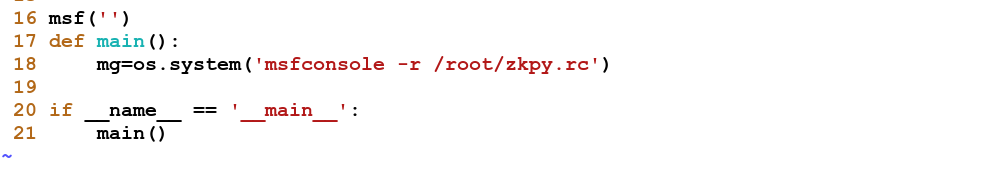 16 msf('')
17 def main():
18     mg=os.system('msfconsole -r /root/zkpy.rc')
19
20 if __name__ == '__main__':
21     main()
~